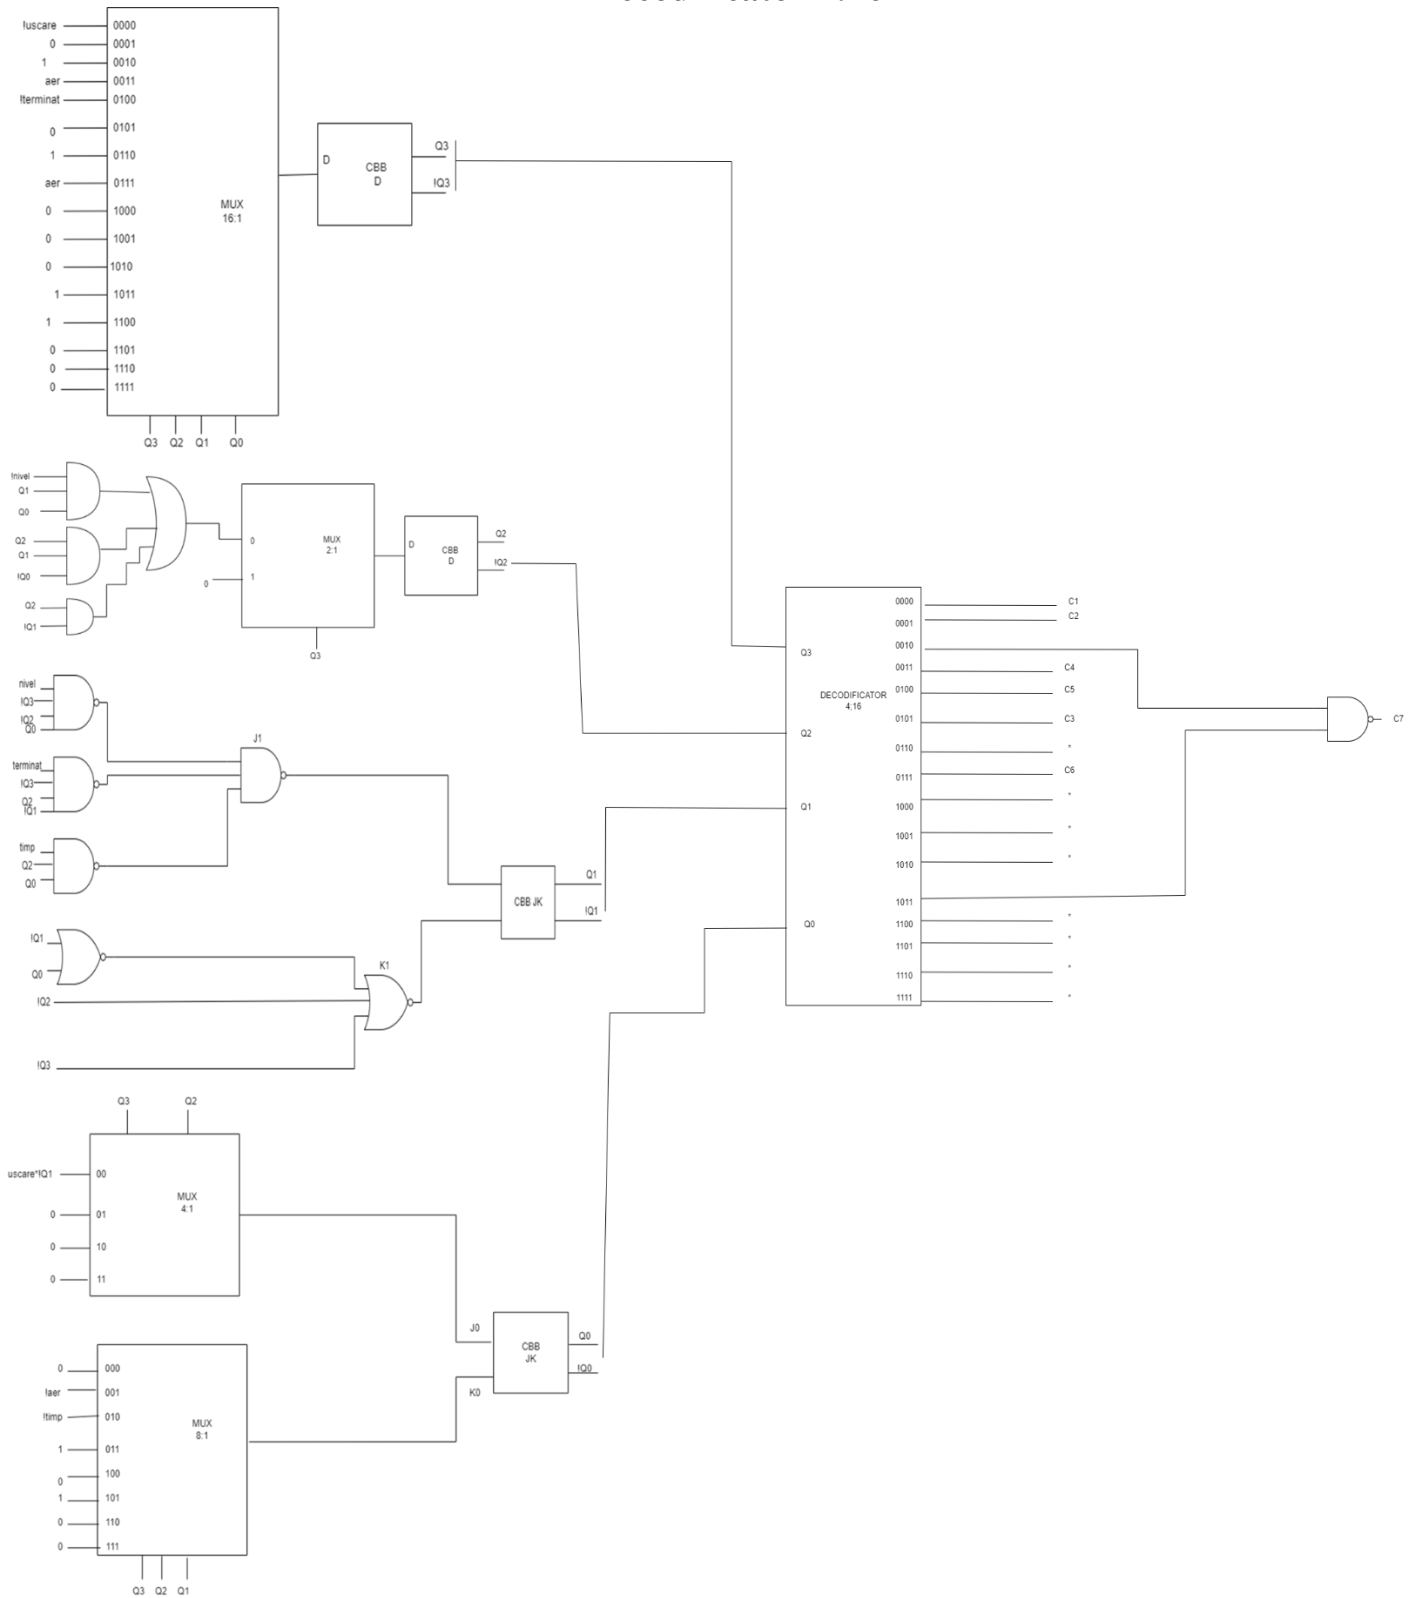 !uscare 0000
0 0001
1 0010
aer 0011
!terminat 0100
0 0101
1 0110
aer 0111
0 1000
0 1001
0 1010
1 1011
1 1100
0 1101
0 1110
0 1111
MUX
16:1
Q3 Q2 Q1 Q0
D
CBB
D
Q3
!Q3
!nivel
Q1
Q0
Q2
Q1
!Q0
Q2
!Q1
0
0 1
MUX
2:1
Q3
D
CBB
D
Q2
!Q2
nivel
!Q3
!Q2
Q0
terminat
!Q3
Q2
!Q1
timp
Q2
Q0
J1
!Q1
Q0
!Q2
!Q3
K1
CBB JK
Q1
!Q1
Q3 Q2
uscare*!Q1 00
0 01
0 10
0 11
MUX
4:1
0 000
!aer 001
!timp 010
1 011
0 100
1 101
0 110
0 111
MUX
8:1
Q3 Q2 Q1
J0
K0
CBB
JK
Q0
!Q0
Q3
Q2
Q1
Q0
DECODIFICATOR
4;16
0000 C1
0001 C2
0010
0011 C4
0100 C5
0101 C3
0110 *
0111 C6
1000 *
1001 *
1010 *
1011
1100 *
1101 *
1110 *
1111 *
C7